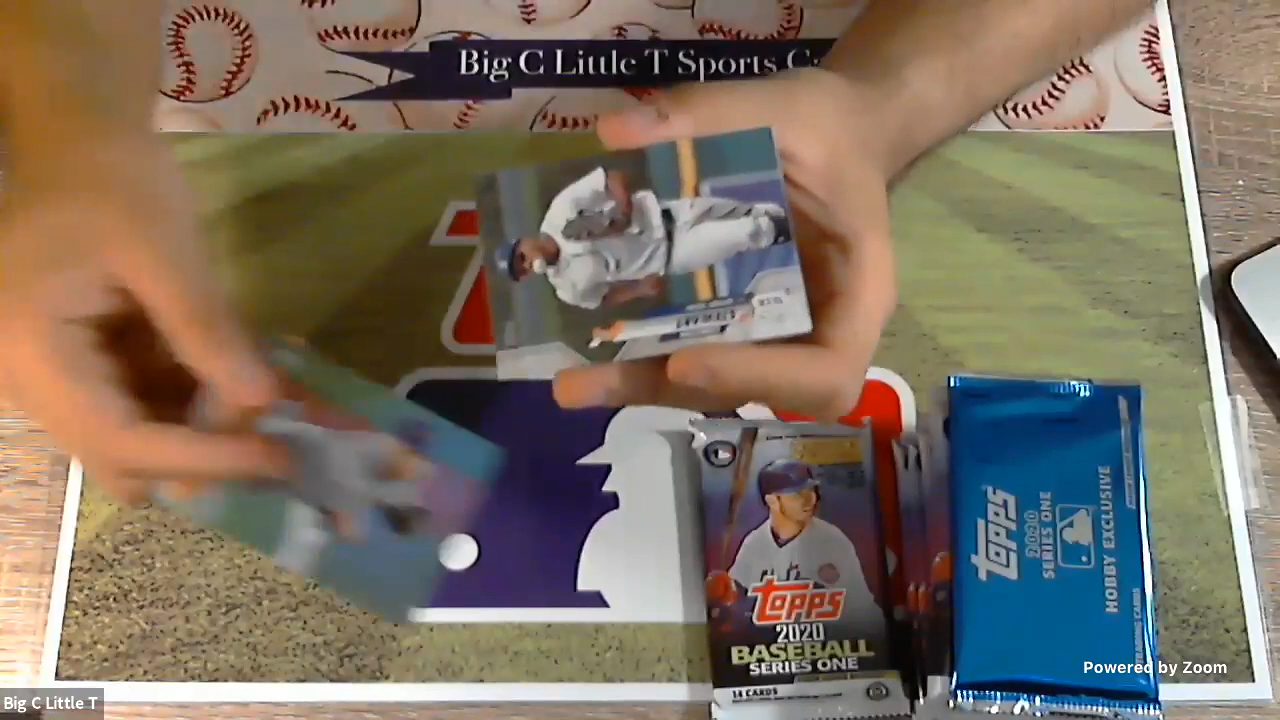 Big C Little T Sports C
topps
2020
BASEBALL
SERIES ONE
14 CARDS
topps
2020
SERIES ONE
HOBBY EXCLUSIVE
Powered by Zoom
Big C Little T